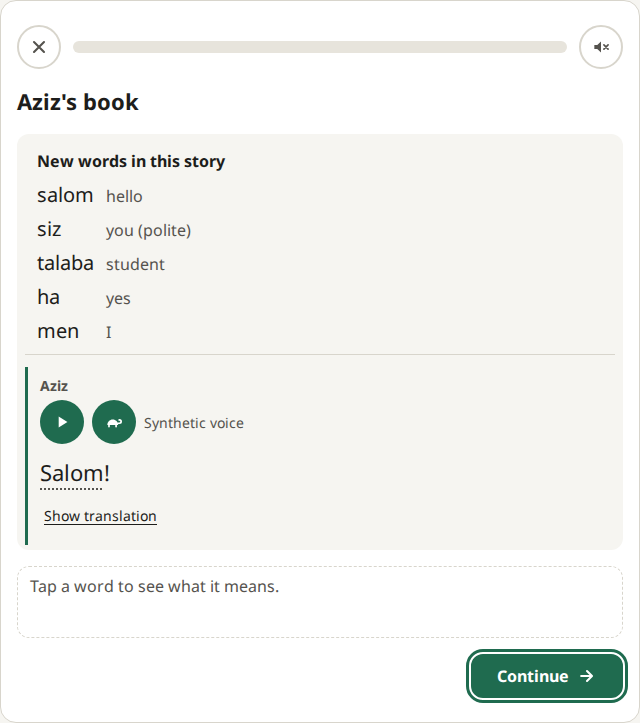 Aziz's book
New words in this story
salom hello
siz you (polite)
talaba student
ha yes
men I
Aziz
Synthetic voice
Salom!
Show translation
Tap a word to see what it means.
Continue